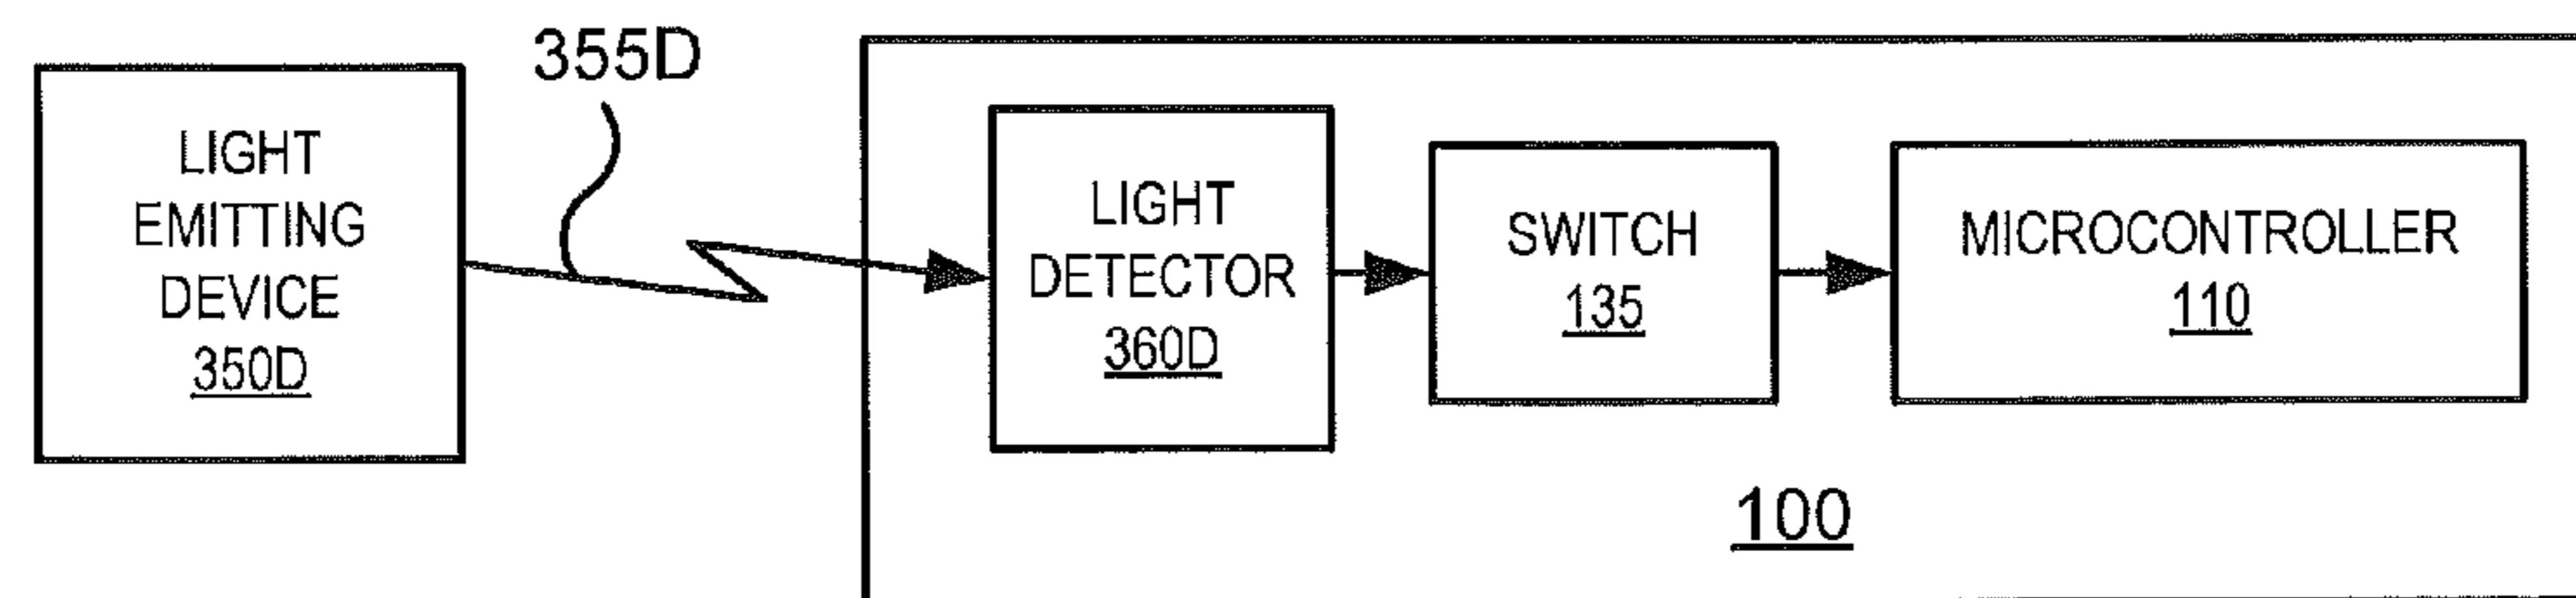 355D
LIGHT
EMITTING
DEVICE
350D
LIGHT
DETECTOR
360D
SWITCH
135
MICROCONTROLLER
110
100